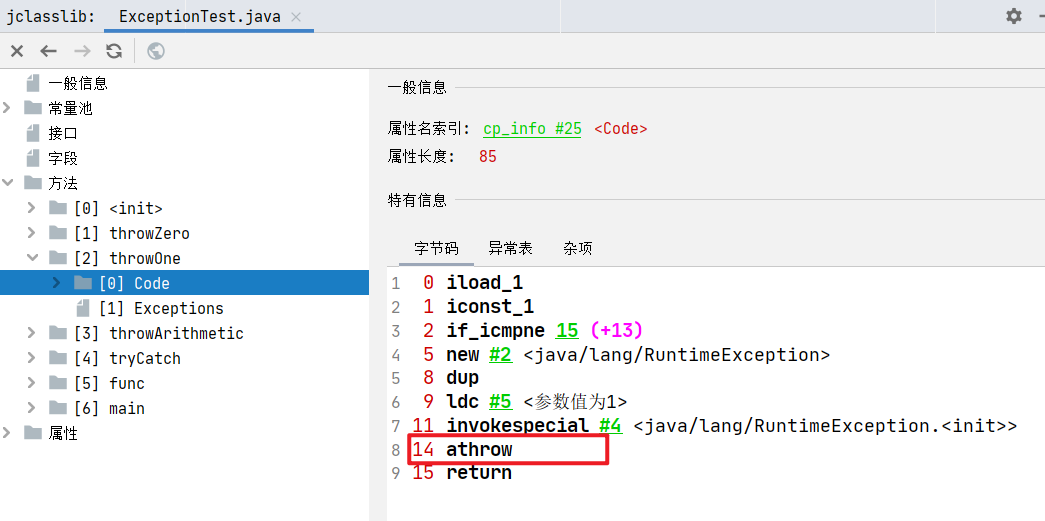 jclasslib: ExceptionTest.java
一般信息
常量池
接口
字段
方法
[0] <init>
[1] throwZero
[2] throwOne
[0] Code
[1] Exceptions
[3] throwArithmetic
[4] tryCatch
[5] func
[6] main
属性
一般信息
属性名索引: cp_info #25 <Code>
属性长度: 85
特有信息
字节码 异常表 杂项
1 0 iload_1
2 1 iconst_1
3 2 if_icmpne 15 (+13)
4 5 new #2 <java/lang/RuntimeException>
5 8 dup
6 9 ldc #5 <参数值为1>
7 11 invokespecial #4 <java/lang/RuntimeException.<init>>
8 14 athrow
9 15 return